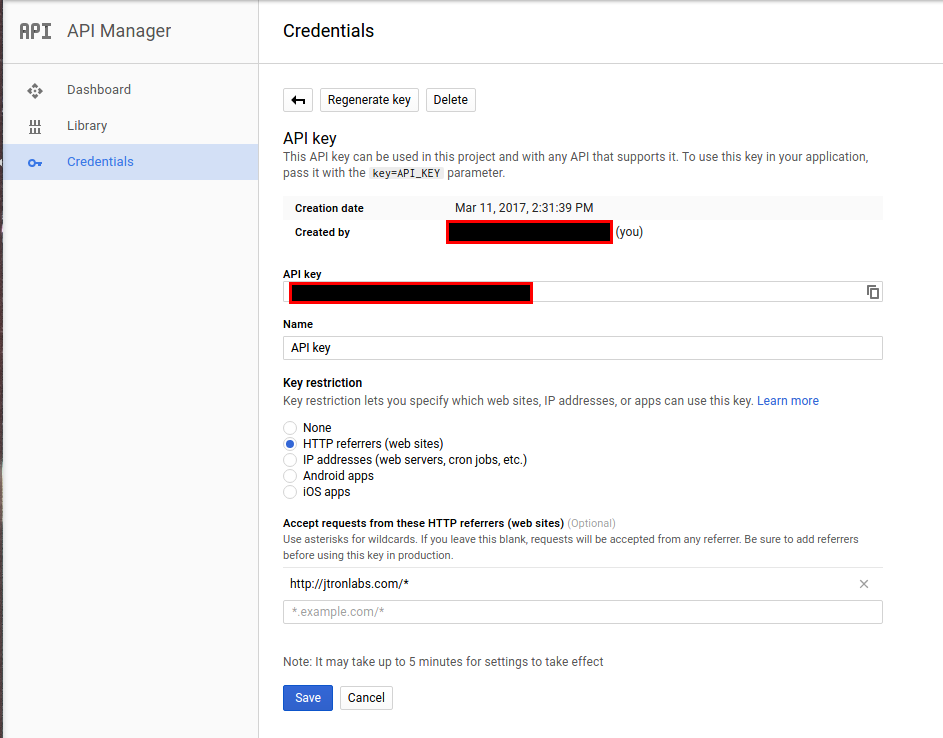 API API Manager
Credentials
Dashboard
Library
Credentials
Regenerate key
Delete
API key
This API key can be used in this project and with any API that supports it. To use this key in your application,
pass it with the key=API_KEY parameter.
Creation date Mar 11, 2017, 2:31:39 PM
Created by (you)
API key
Name
API key
Key restriction
Key restriction lets you specify which web sites, IP addresses, or apps can use this key. Learn more
None
HTTP referrers (web sites)
IP addresses (web servers, cron jobs, etc.)
Android apps
iOS apps
Accept requests from these HTTP referrers (web sites) (Optional)
Use asterisks for wildcards. If you leave this blank, requests will be accepted from any referrer. Be sure to add referrers
before using this key in production.
http://jtronlabs.com/*
*.example.com/*
Note: It may take up to 5 minutes for settings to take effect
Save
Cancel